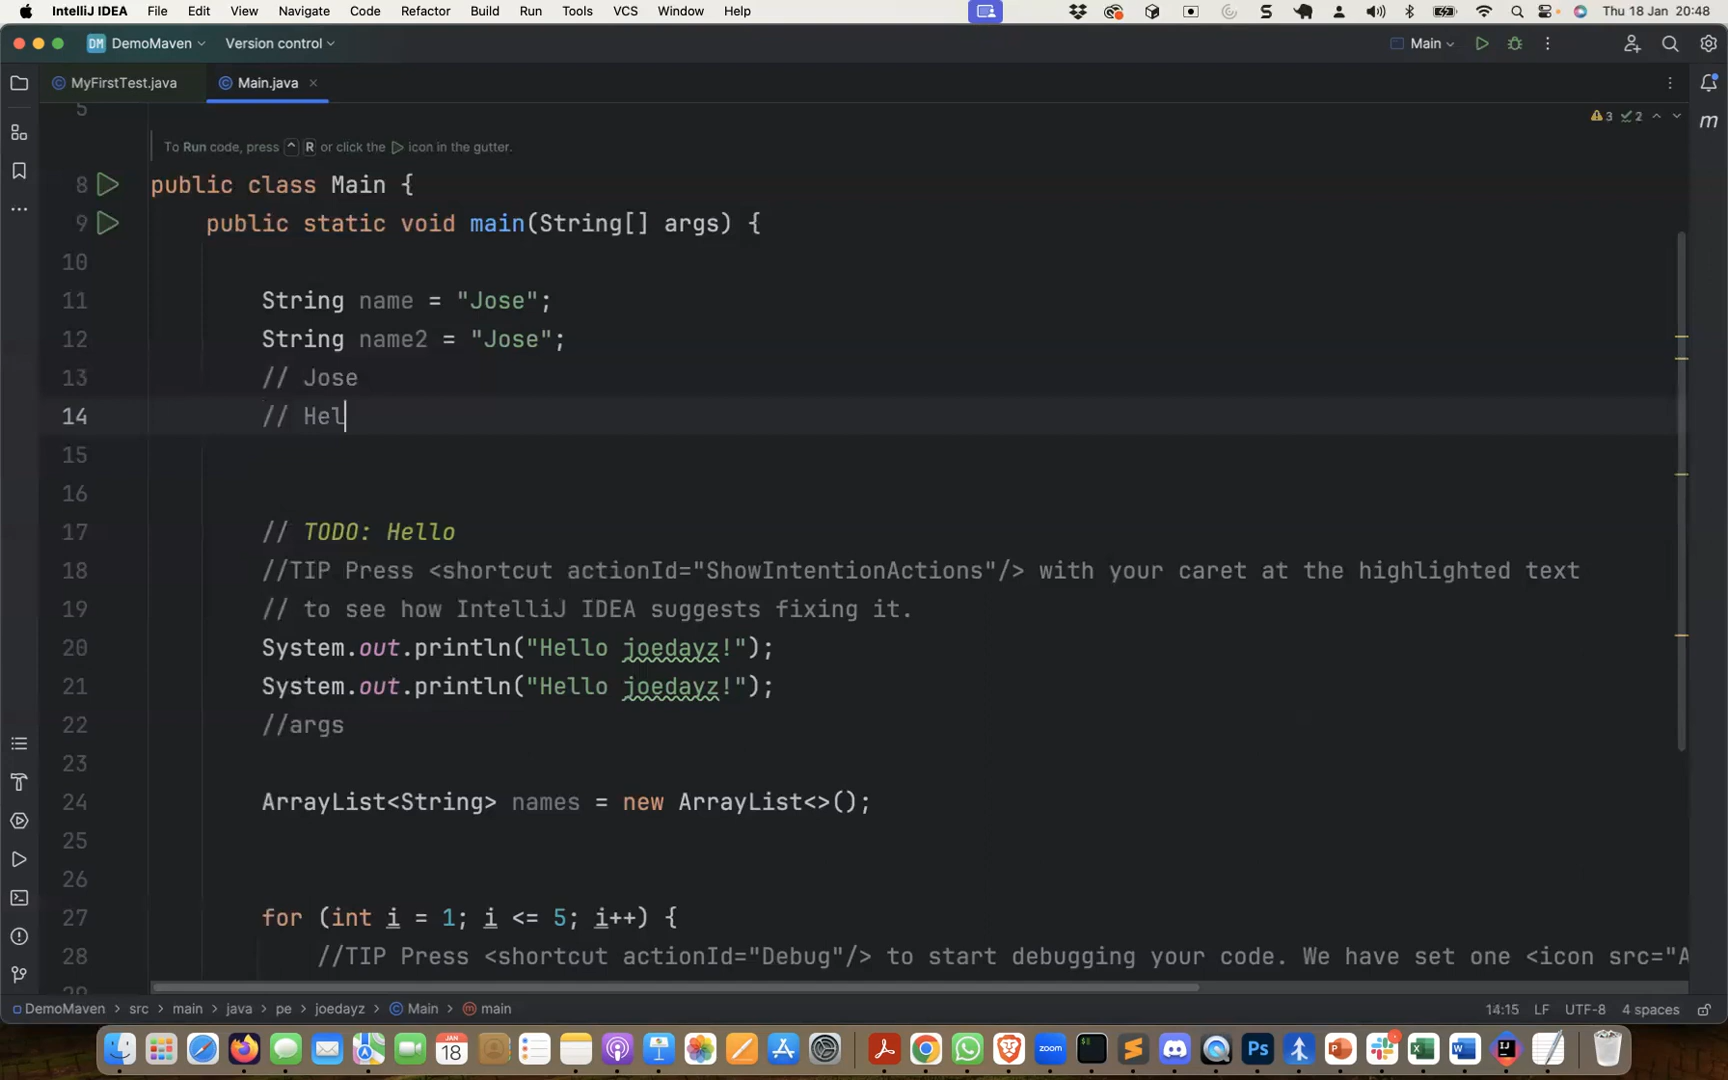 IntelliJ IDEA File Edit View Navigate Code Refactor Build Run Tools VCS Window Help Thu 18 Jan 20:48
DM DemoMaven Version control Main
MyFirstTest.java Main.java
5
To Run code, press ^ R or click the icon in the gutter.
8 public class Main {
9 public static void main(String[] args) {
10
11 String name = "Jose";
12 String name2 = "Jose";
13 // Jose
14 // Hel
15
16
17 // TODO: Hello
18 //TIP Press <shortcut actionId="ShowIntentionActions"/> with your caret at the highlighted text
19 // to see how IntelliJ IDEA suggests fixing it.
20 System.out.println("Hello joedayz!");
21 System.out.println("Hello joedayz!");
22 //args
23
24 ArrayList<String> names = new ArrayList<>();
25
26
27 for (int i = 1; i <= 5; i++) {
28 //TIP Press <shortcut actionId="Debug"/> to start debugging your code. We have set one <icon src="A
3 2
DemoMaven src main java pe joedayz Main main 14:15 LF UTF-8 4 spaces
JAN
18
zoom
Ps